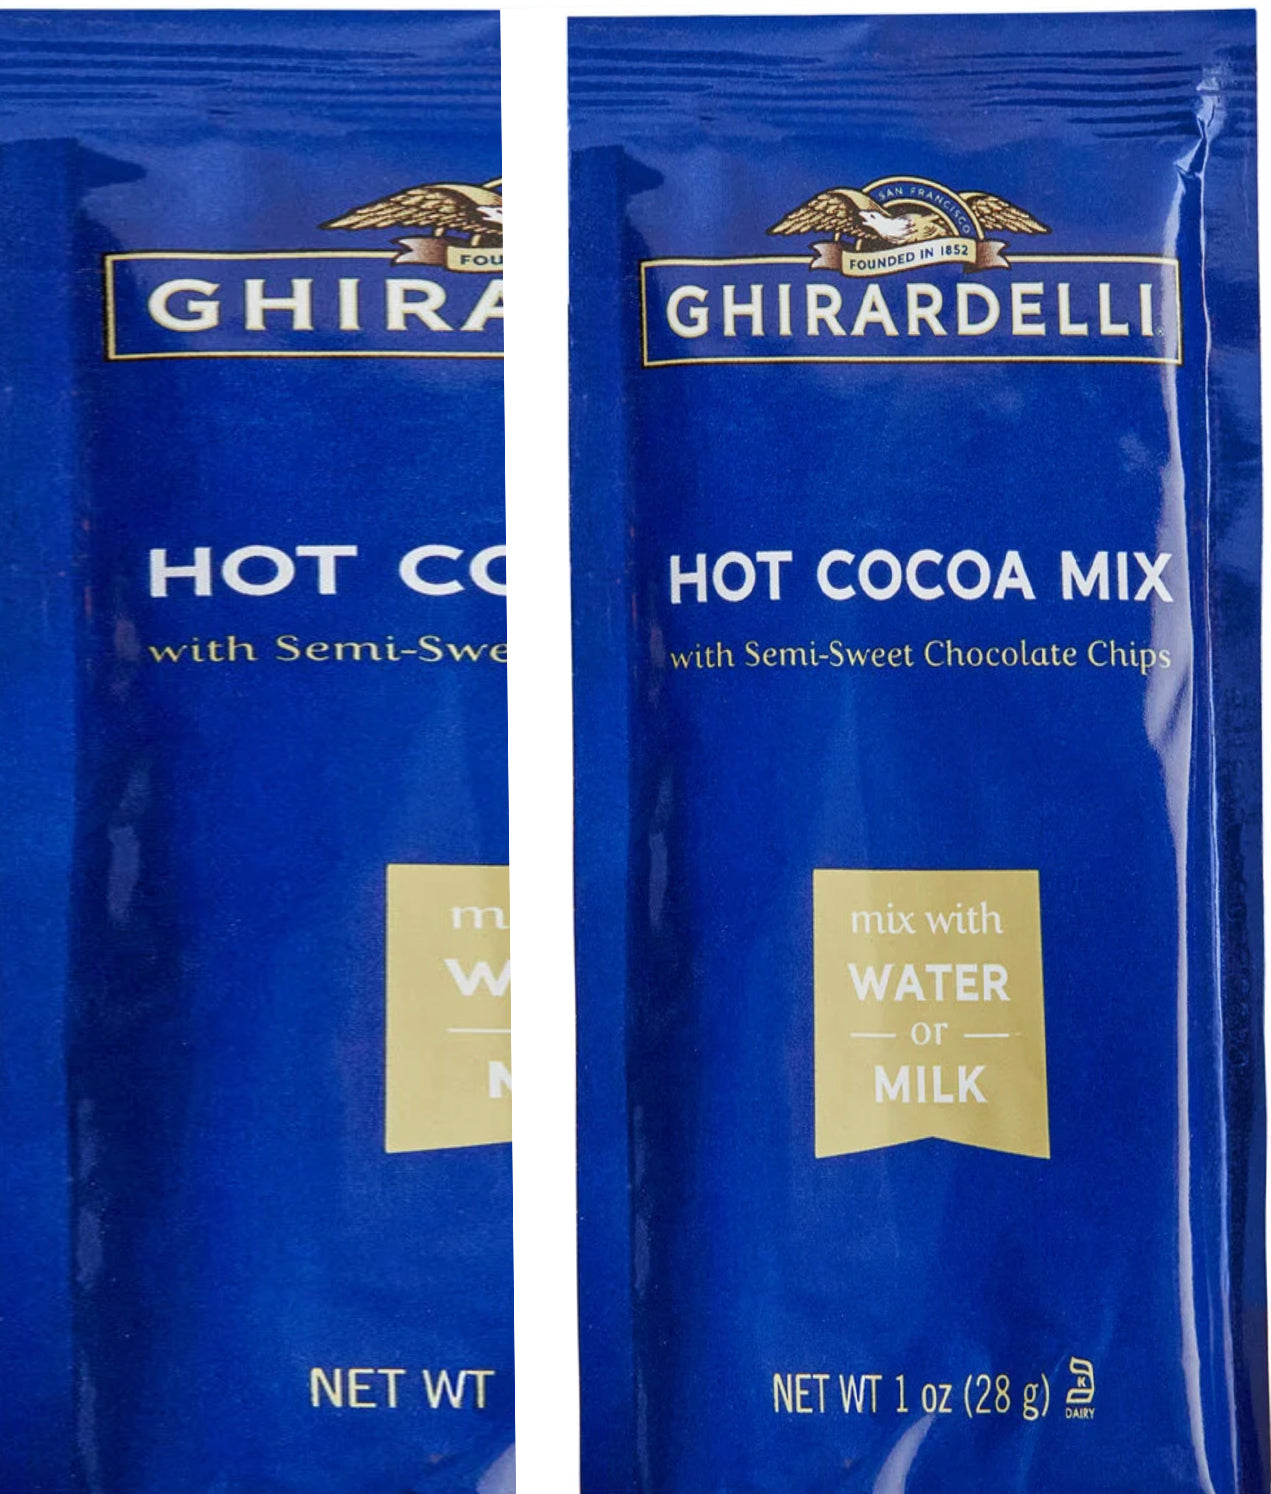 FOU
GHIRA
HOT CO
with Semi-Swe
m
W
M
NET WT
SAN FRANCISCO
FOUNDED IN 1852
GHIRARDELLI
HOT COCOA MIX
with Semi-Sweet Chocolate Chips
mix with
WATER
or
MILK
NET WT 1 oz (28 g)
K
DAIRY